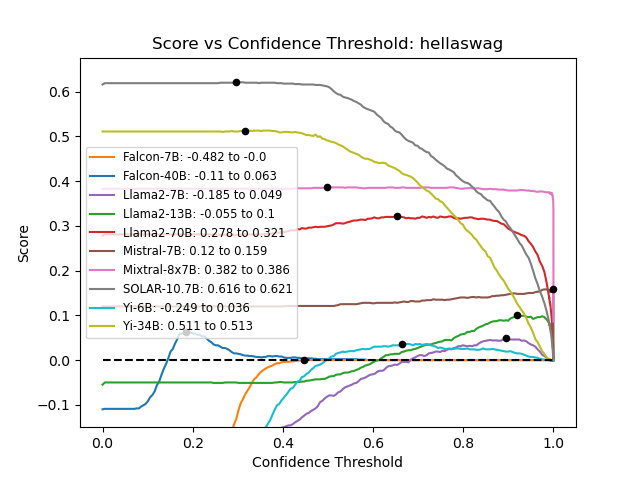 Score vs Confidence Threshold: hellaswag
Score
0.6
0.5
0.4
0.3
0.2
0.1
0.0
−0.1
Falcon-7B: -0.482 to -0.0
Falcon-40B: -0.11 to 0.063
Llama2-7B: -0.185 to 0.049
Llama2-13B: -0.055 to 0.1
Llama2-70B: 0.278 to 0.321
Mistral-7B: 0.12 to 0.159
Mixtral-8x7B: 0.382 to 0.386
SOLAR-10.7B: 0.616 to 0.621
Yi-6B: -0.249 to 0.036
Yi-34B: 0.511 to 0.513
0.0 0.2 0.4 0.6 0.8 1.0
Confidence Threshold